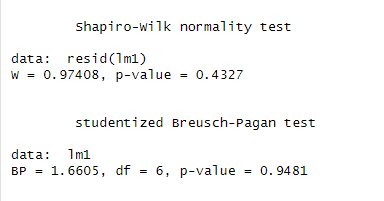 Shapiro-Wilk normality test
data:  resid(lm1)
W = 0.97408, p-value = 0.4327
studentized Breusch-Pagan test
data:  lm1
BP = 1.6605, df = 6, p-value = 0.9481